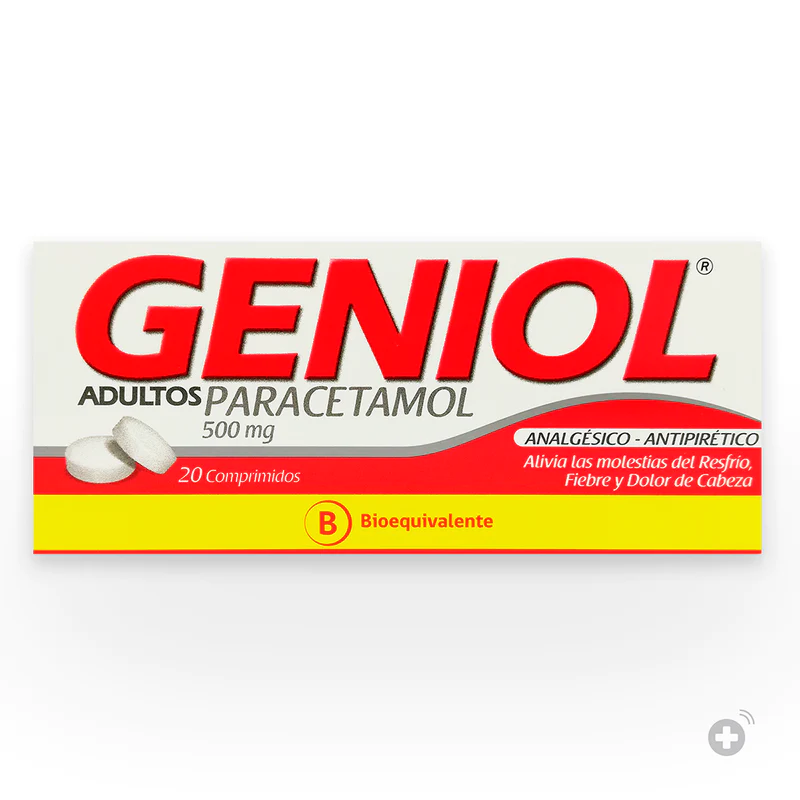 GENIOL®
ADULTOS PARACETAMOL
500 mg
20 Comprimidos
ANALGÉSICO - ANTIPIRÉTICO
Alivia las molestias del Resfrío,
Fiebre y Dolor de Cabeza
B Bioequivalente